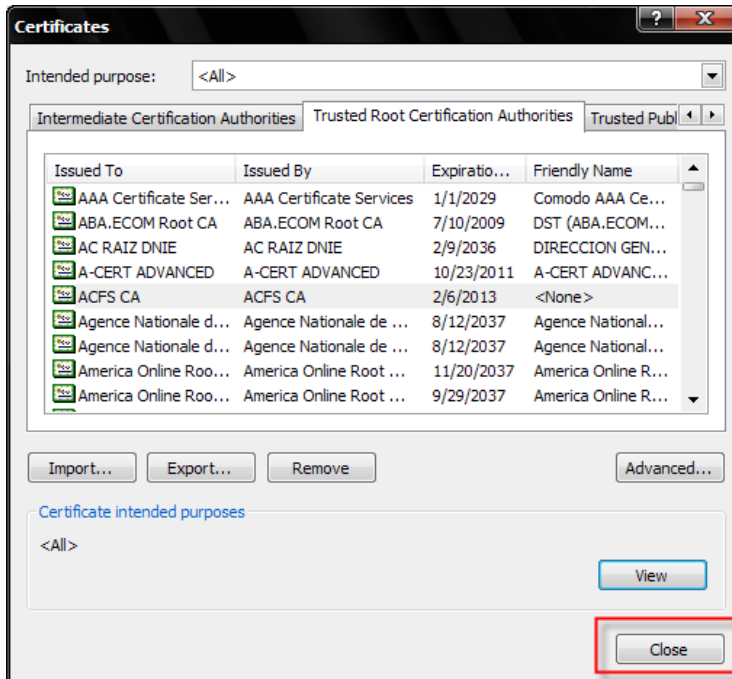 Certificates
Intended purpose: <All>
Intermediate Certification Authorities Trusted Root Certification Authorities Trusted Publ
Issued To Issued By Expiratio... Friendly Name
AAA Certificate Ser... AAA Certificate Services 1/1/2029 Comodo AAA Ce...
ABA.ECOM Root CA ABA.ECOM Root CA 7/10/2009 DST (ABA.ECOM...
AC RAIZ DNIE AC RAIZ DNIE 2/9/2036 DIRECCION GEN...
A-CERT ADVANCED A-CERT ADVANCED 10/23/2011 A-CERT ADVANC...
ACFS CA ACFS CA 2/6/2013 <None>
Agence Nationale d... Agence Nationale de ... 8/12/2037 Agence National...
Agence Nationale d... Agence Nationale de ... 8/12/2037 Agence National...
America Online Roo... America Online Root ... 11/20/2037 America Online R...
America Online Roo... America Online Root ... 9/29/2037 America Online R...
Import... Export... Remove Advanced...
Certificate intended purposes
<All>
View
Close